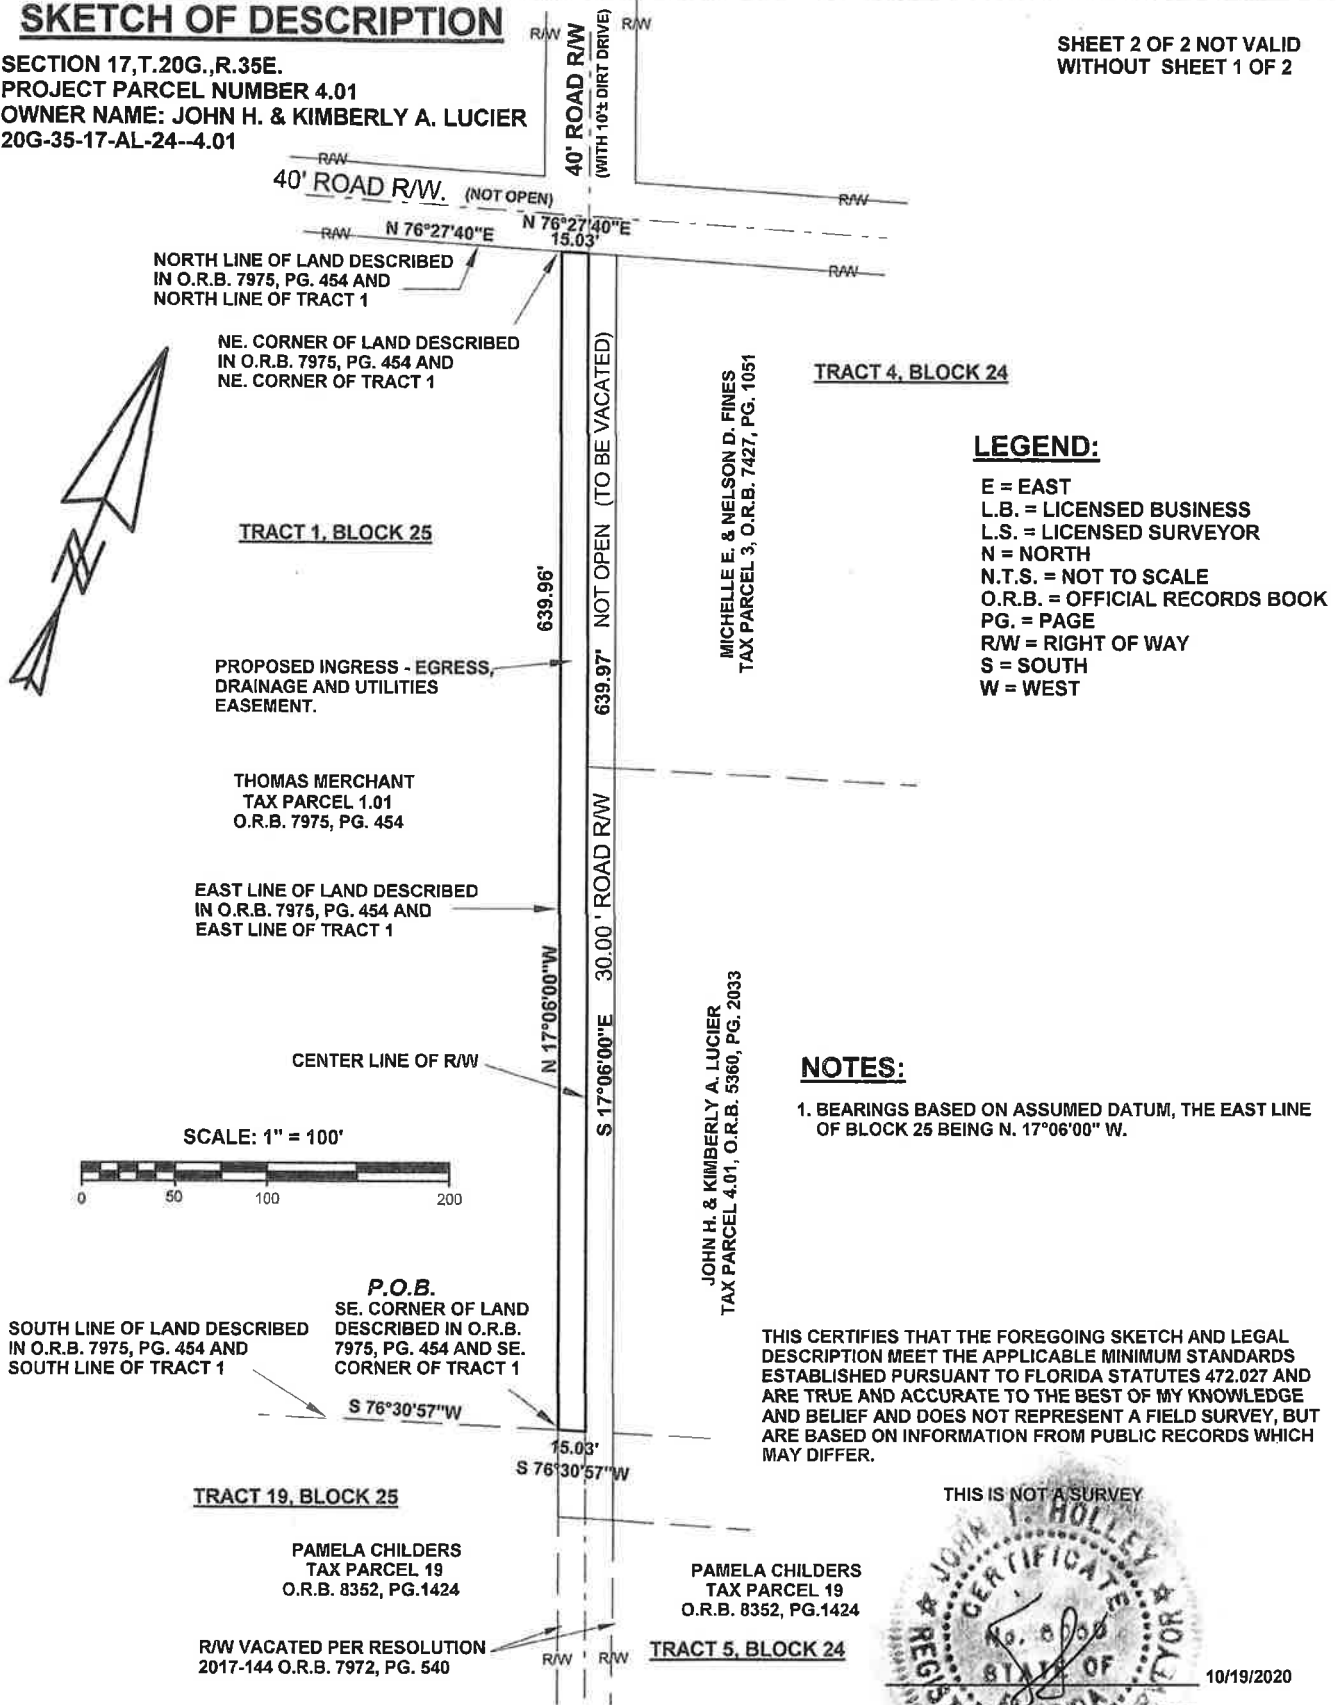 SKETCH OF DESCRIPTION
SECTION 17,T.20G.,R.35E.
PROJECT PARCEL NUMBER 4.01
OWNER NAME: JOHN H. & KIMBERLY A. LUCIER
20G-35-17-AL-24--4.01
SHEET 2 OF 2 NOT VALID
WITHOUT SHEET 1 OF 2
R/W
40' ROAD R/W
(WITH 10'± DIRT DRIVE)
R/W
R/W
40' ROAD R/W. (NOT OPEN)
R/W
R/W
N 76°27'40"E
N 76°27'40"E
15.03'
R/W
NORTH LINE OF LAND DESCRIBED
IN O.R.B. 7975, PG. 454 AND
NORTH LINE OF TRACT 1
NE. CORNER OF LAND DESCRIBED
IN O.R.B. 7975, PG. 454 AND
NE. CORNER OF TRACT 1
N
TRACT 1, BLOCK 25
639.96'
639.97'
NOT OPEN (TO BE VACATED)
MICHELLE E. & NELSON D. FINES
TAX PARCEL 3, O.R.B. 7427, PG. 1051
TRACT 4, BLOCK 24
LEGEND:
E = EAST
L.B. = LICENSED BUSINESS
L.S. = LICENSED SURVEYOR
N = NORTH
N.T.S. = NOT TO SCALE
O.R.B. = OFFICIAL RECORDS BOOK
PG. = PAGE
R/W = RIGHT OF WAY
S = SOUTH
W = WEST
PROPOSED INGRESS - EGRESS,
DRAINAGE AND UTILITIES
EASEMENT.
THOMAS MERCHANT
TAX PARCEL 1.01
O.R.B. 7975, PG. 454
EAST LINE OF LAND DESCRIBED
IN O.R.B. 7975, PG. 454 AND
EAST LINE OF TRACT 1
N 17°06'00"W
S 17°06'00"E
30.00 ' ROAD R/W
CENTER LINE OF R/W
JOHN H. & KIMBERLY A. LUCIER
TAX PARCEL 4.01, O.R.B. 5360, PG. 2033
NOTES:
1. BEARINGS BASED ON ASSUMED DATUM, THE EAST LINE
OF BLOCK 25 BEING N. 17°06'00" W.
SCALE: 1" = 100'
0 50 100 200
P.O.B.
SE. CORNER OF LAND
DESCRIBED IN O.R.B.
7975, PG. 454 AND SE.
CORNER OF TRACT 1
SOUTH LINE OF LAND DESCRIBED
IN O.R.B. 7975, PG. 454 AND
SOUTH LINE OF TRACT 1
S 76°30'57"W
15.03'
S 76°30'57"W
THIS CERTIFIES THAT THE FOREGOING SKETCH AND LEGAL
DESCRIPTION MEET THE APPLICABLE MINIMUM STANDARDS
ESTABLISHED PURSUANT TO FLORIDA STATUTES 472.027 AND
ARE TRUE AND ACCURATE TO THE BEST OF MY KNOWLEDGE
AND BELIEF AND DOES NOT REPRESENT A FIELD SURVEY, BUT
ARE BASED ON INFORMATION FROM PUBLIC RECORDS WHICH
MAY DIFFER.
THIS IS NOT A SURVEY
TRACT 19, BLOCK 25
PAMELA CHILDERS
TAX PARCEL 19
O.R.B. 8352, PG.1424
PAMELA CHILDERS
TAX PARCEL 19
O.R.B. 8352, PG.1424
R/W VACATED PER RESOLUTION
2017-144 O.R.B. 7972, PG. 540
R/W
R/W
TRACT 5, BLOCK 24
JOHN T. HOLLEY
CERTIFICATE
No.
STATE OF
10/19/2020